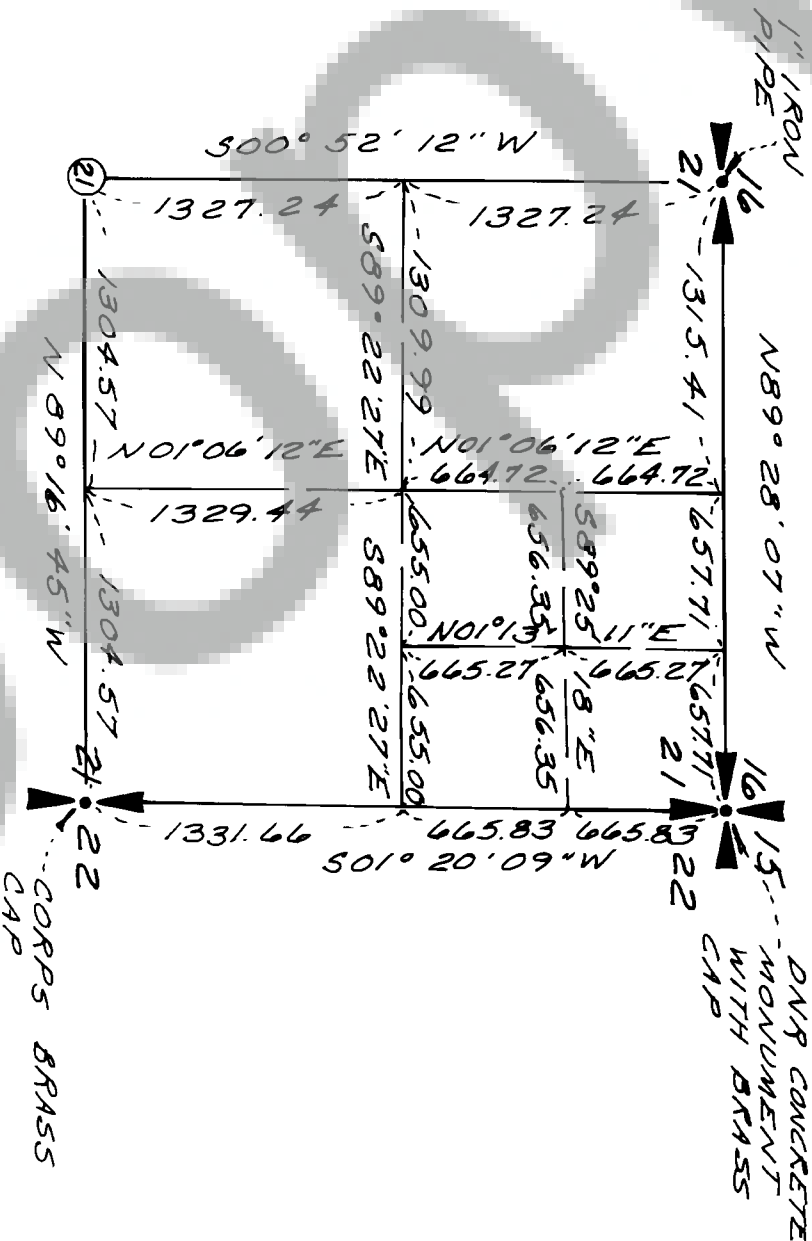 1" IRON
PIPE
16
21
S00° 52' 12" W
1327.24
1327.24
21
1315.41
N89° 28' 07" W
657.71
657.71
1309.99
S89° 22' 27"E
N01°06'12"E
N01°06'12"E
664.72
664.72
1329.44
1304.57
1304.57
N 89° 16' 45" W
655.00
S89° 22' 27"E
655.00
656.35
S89° 25' 18"E
656.35
N01° 13' 11"E
665.27
665.27
1331.66
665.83
665.83
S01° 20' 09" W
21
22
16
15
21
22
DNR CONCRETE
MONUMENT
WITH BRASS
CAP
CORPS BRASS
CAP